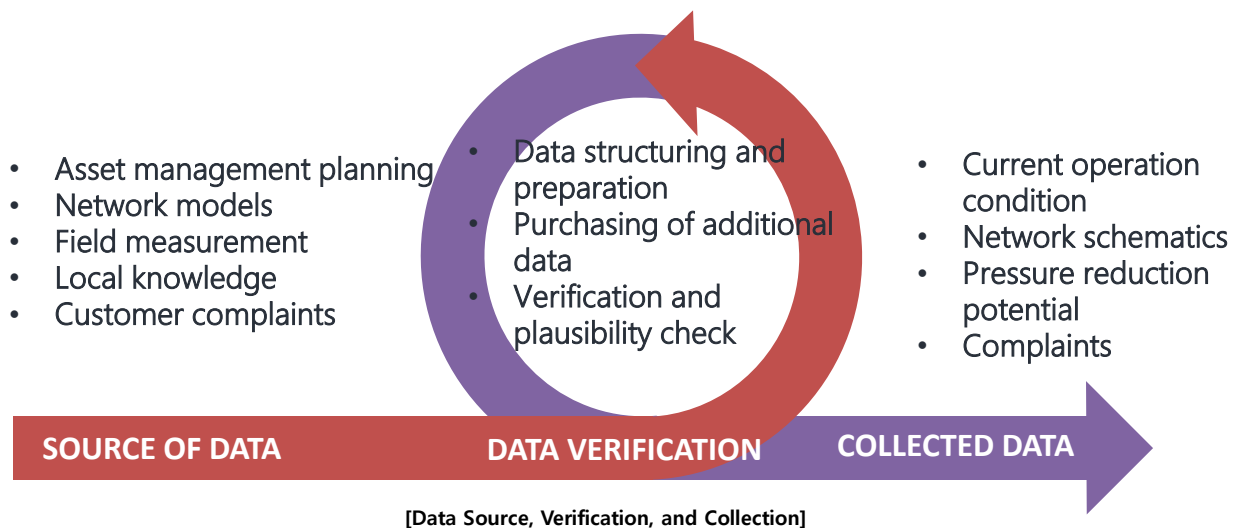 • Asset management planning
• Network models
• Field measurement
• Local knowledge
• Customer complaints
• Data structuring and
preparation
• Purchasing of additional
data
• Verification and
plausibility check
• Current operation
condition
• Network schematics
• Pressure reduction
potential
• Complaints
SOURCE OF DATA
DATA VERIFICATION
COLLECTED DATA
[Data Source, Verification, and Collection]